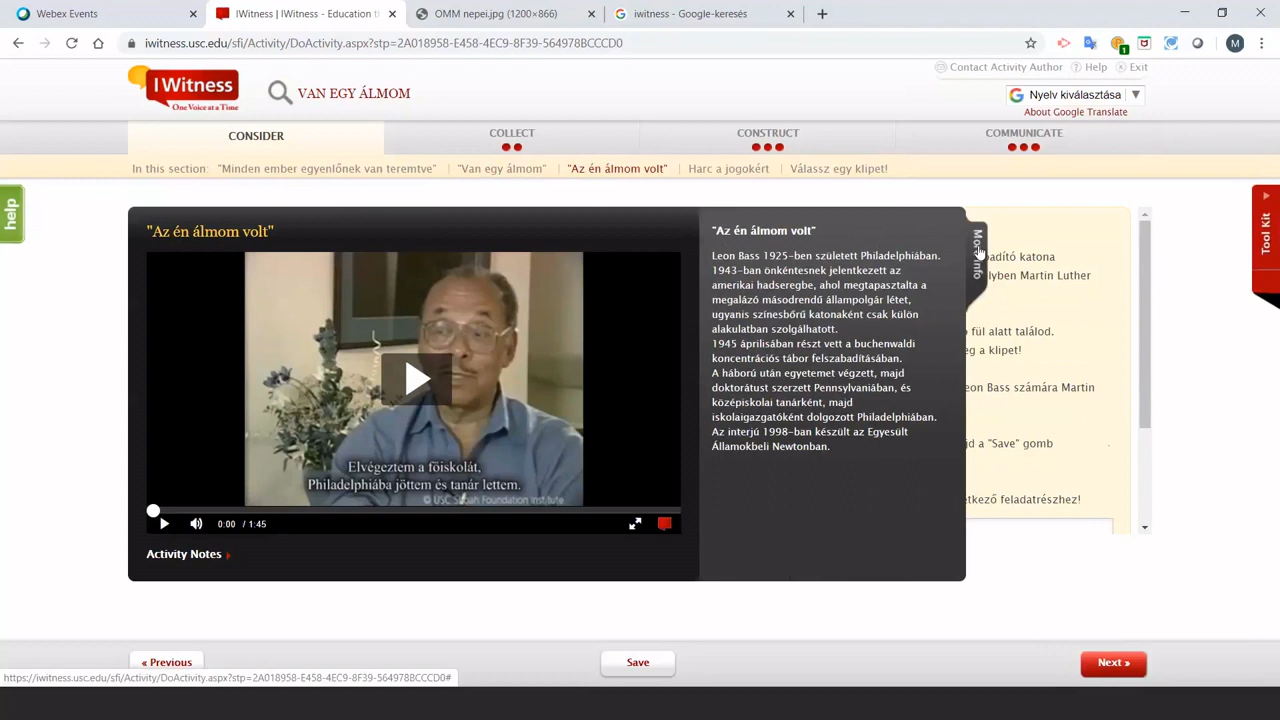 Webex Events
IWitness | IWitness - Education t
OMM nepei.jpg (1200×866)
iwitness - Google-keresés
iwitness.usc.edu/sfi/Activity/DoActivity.aspx?stp=2A018958-E458-4EC9-8F39-564978BCCCD0
1
M
Contact Activity Author
Help
Exit
IWitness
One Voice at a Time
VAN EGY ÁLMOM
Nyelv kiválasztása
About Google Translate
CONSIDER
COLLECT
CONSTRUCT
COMMUNICATE
In this section:
"Minden ember egyenlőnek van teremtve"
"Van egy álmom"
"Az én álmom volt"
Harc a jogokért
Válassz egy klipet!
help
Tool Kit
"Az én álmom volt"
Elvégeztem a főiskolát,
Philadelphiába jöttem és tanár lettem.
© USC Shoah Foundation Institute
0:00 / 1:45
Activity Notes
"Az én álmom volt"
Leon Bass 1925-ben született Philadelphiában.
1943-ban önkéntesnek jelentkezett az
amerikai hadseregbe, ahol megtapasztalta a
megalázó másodrendű állampolgár létet,
ugyanis színesbőrű katonaként csak külön
alakulatban szolgálhatott.
1945 áprilisában részt vett a buchenwaldi
koncentrációs tábor felszabadításában.
A háború után egyetemet végzett, majd
doktorátust szerzett Pennsylvaniában, és
középiskolai tanárként, majd
iskolaigazgatóként dolgozott Philadelphiában.
Az interjú 1998-ban készült az Egyesült
Államokbeli Newtonban.
More Info
adító katona
lyben Martin Luther
fül alatt találod.
eg a klipet!
eon Bass számára Martin
jd a "Save" gomb
etkező feladatrészhez!
« Previous
Save
Next »
https://iwitness.usc.edu/sfi/Activity/DoActivity.aspx?stp=2A018958-E458-4EC9-8F39-564978BCCCD0#